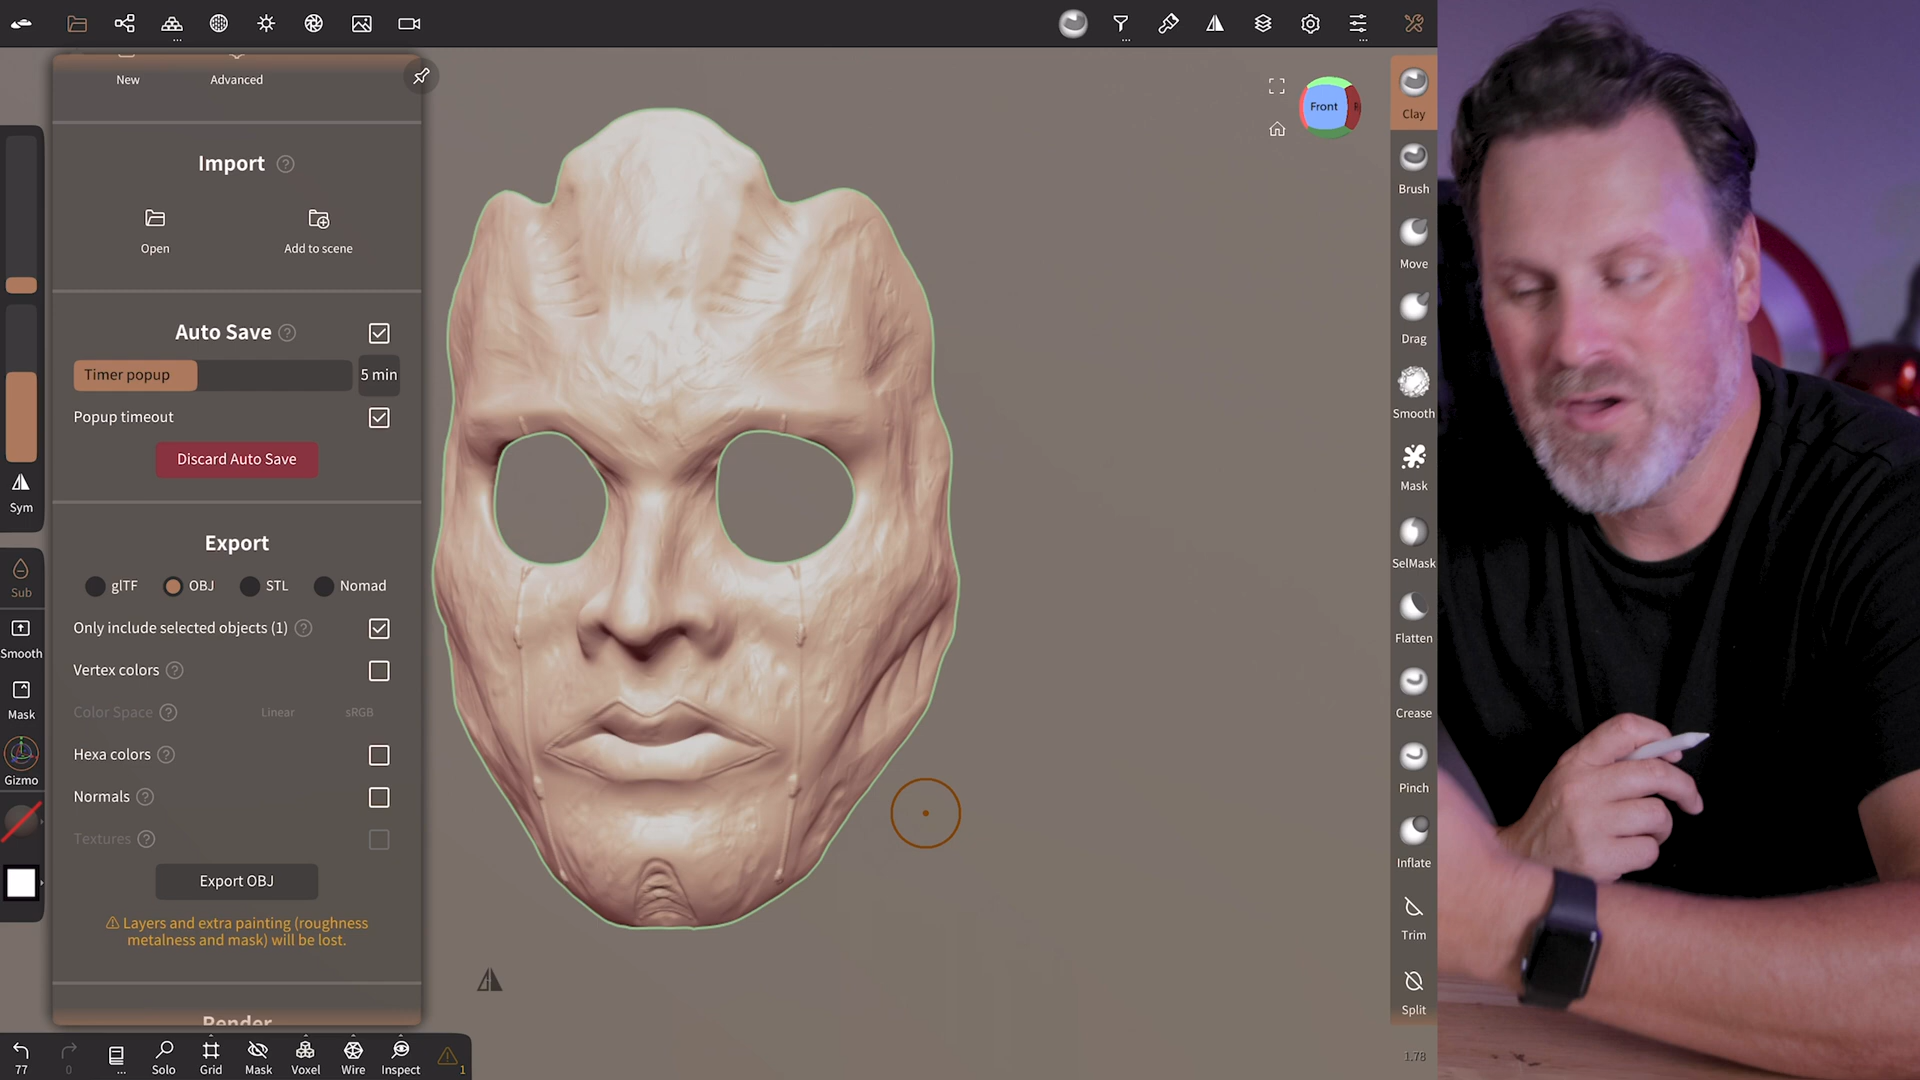 New
Advanced
Import ?
Open
Add to scene
Auto Save ?
Timer popup
5 min
Popup timeout
Discard Auto Save
Export
glTF
OBJ
STL
Nomad
Only include selected objects (1) ?
Vertex colors ?
Color Space ?
Linear
sRGB
Hexa colors ?
Normals ?
Textures ?
Export OBJ
Layers and extra painting (roughness
metalness and mask) will be lost.
Render
Sym
Sub
Smooth
Mask
Gizmo
77
0
...
Solo
Grid
Mask
Voxel
Wire
Inspect
1
Front
R
Clay
Brush
Move
Drag
Smooth
Mask
SelMask
Flatten
Crease
Pinch
Inflate
Trim
Split
1.78